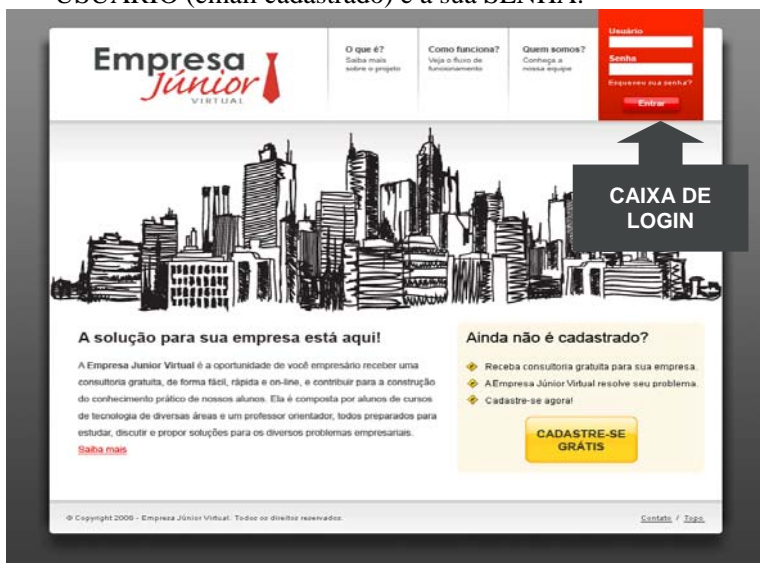 USUÁRIO (email cadastrado) e a sua SENHA.
Empresa
Júnior
VIRTUAL
O que é?
Saiba mais
sobre o projeto
Como funciona?
Veja o fluxo de
funcionamento
Quem somos?
Conheça a
nossa equipe
Usuário
Senha
Esqueceu sua senha?
Entrar
CAIXA DE
LOGIN
A solução para sua empresa está aqui!
A Empresa Junior Virtual é a oportunidade de você empresário receber uma
consultoria gratuita, de forma fácil, rápida e on-line, e contribuir para a construção
do conhecimento prático de nossos alunos. Ela é composta por alunos de cursos
de tecnologia de diversas áreas e um professor orientador, todos preparados para
estudar, discutir e propor soluções para os diversos problemas empresariais.
Saiba mais
Ainda não é cadastrado?
Receba consultoria gratuita para sua empresa.
A Empresa Júnior Virtual resolve seu problema.
Cadastre-se agora!
CADASTRE-SE
GRÁTIS
© Copyright 2008 - Empresa Júnior Virtual. Todos os direitos reservados.
Contato / Topo